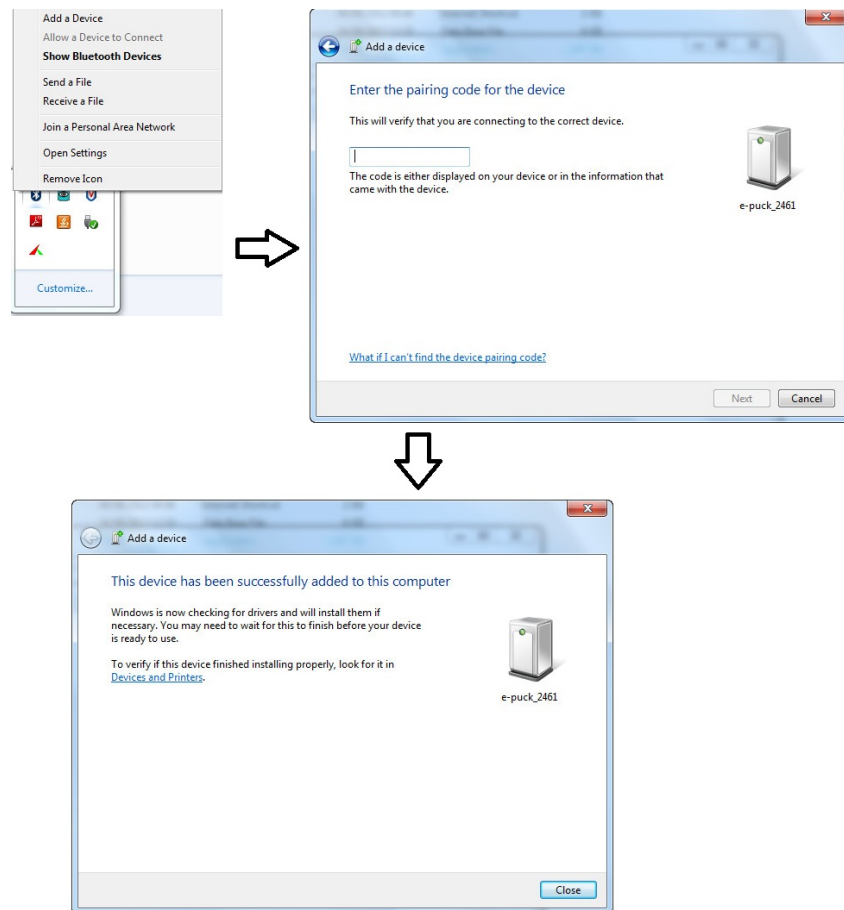 Add a Device
Allow a Device to Connect
Show Bluetooth Devices
Send a File
Receive a File
Join a Personal Area Network
Open Settings
Remove Icon
Customize...
Add a device
Enter the pairing code for the device
This will verify that you are connecting to the correct device.
The code is either displayed on your device or in the information that
came with the device.
e-puck_2461
What if I can't find the device pairing code?
Next
Cancel
Add a device
This device has been successfully added to this computer
Windows is now checking for drivers and will install them if
necessary. You may need to wait for this to finish before your device
is ready to use.
To verify if this device finished installing properly, look for it in
Devices and Printers.
e-puck_2461
Close